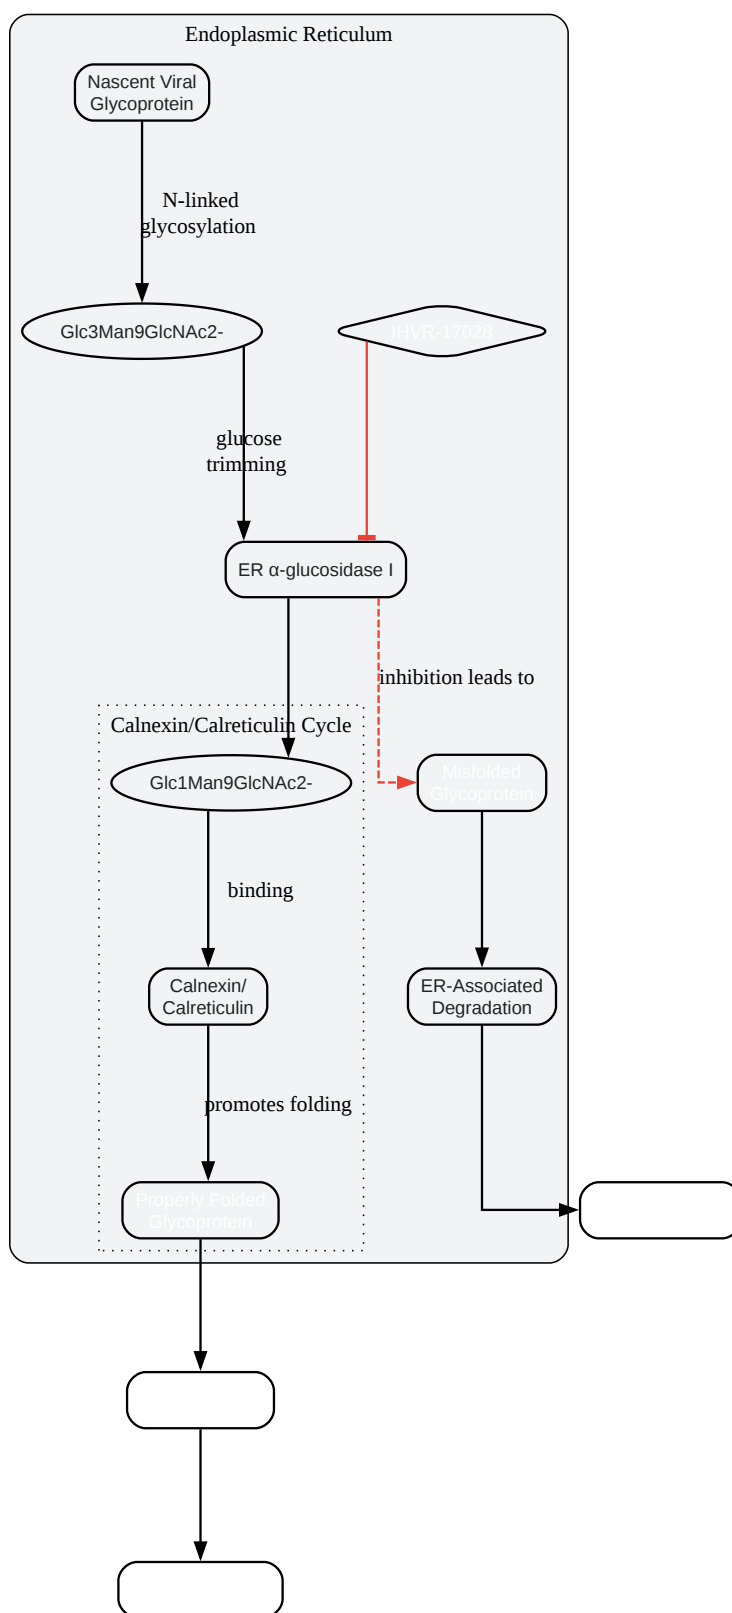 Endoplasmic Reticulum
Nascent Viral
Glycoprotein
N-linked
glycosylation
Glc3Man9GlcNAc2-
IHVR-17028
glucose
trimming
ER α-glucosidase I
inhibition leads to
Calnexin/Calreticulin Cycle
Glc1Man9GlcNAc2-
Misfolded
Glycoprotein
binding
Calnexin/
Calreticulin
ER-Associated
Degradation
promotes folding
Properly Folded
Glycoprotein